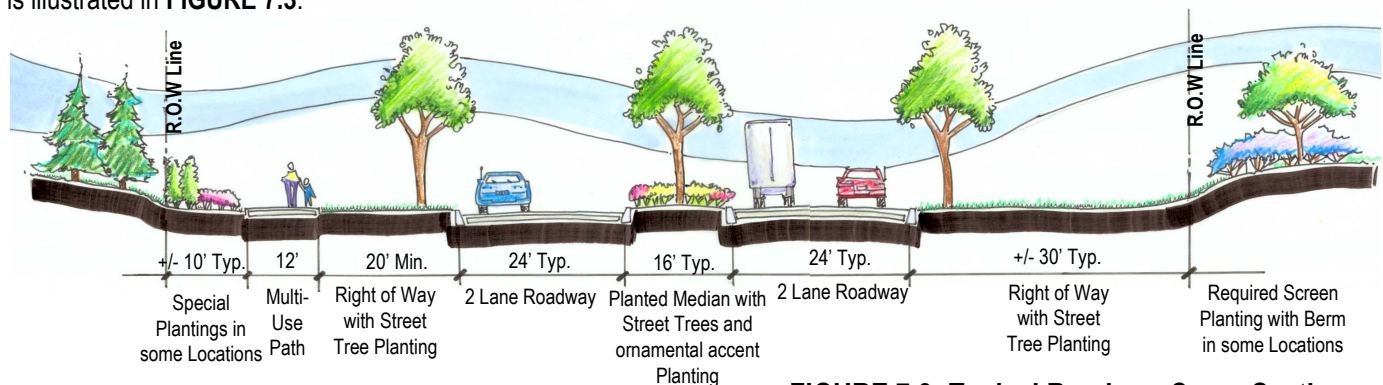 is illustrated in FIGURE 7.3.
R.O.W Line
R.O.W Line
+/- 10' Typ.
12'
20' Min.
24' Typ.
16' Typ.
24' Typ.
+/- 30' Typ.
Special
Plantings in
some Locations
Multi-
Use
Path
Right of Way
with Street
Tree Planting
2 Lane Roadway
Planted Median with
Street Trees and
ornamental accent
Planting
2 Lane Roadway
Right of Way
with Street
Tree Planting
Required Screen
Planting with Berm
in some Locations